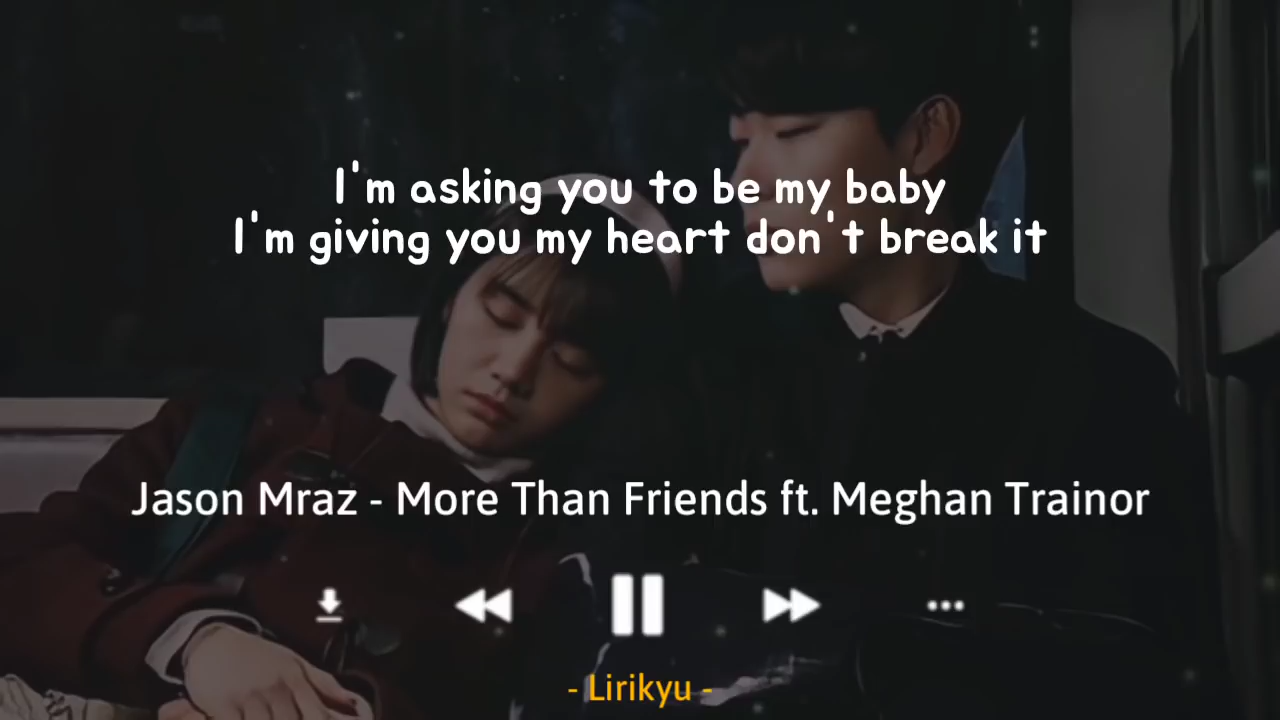 I'm asking you to be my baby
I'm giving you my heart don't break it
Jason Mraz - More Than Friends ft. Meghan Trainor
- Lirikyu -